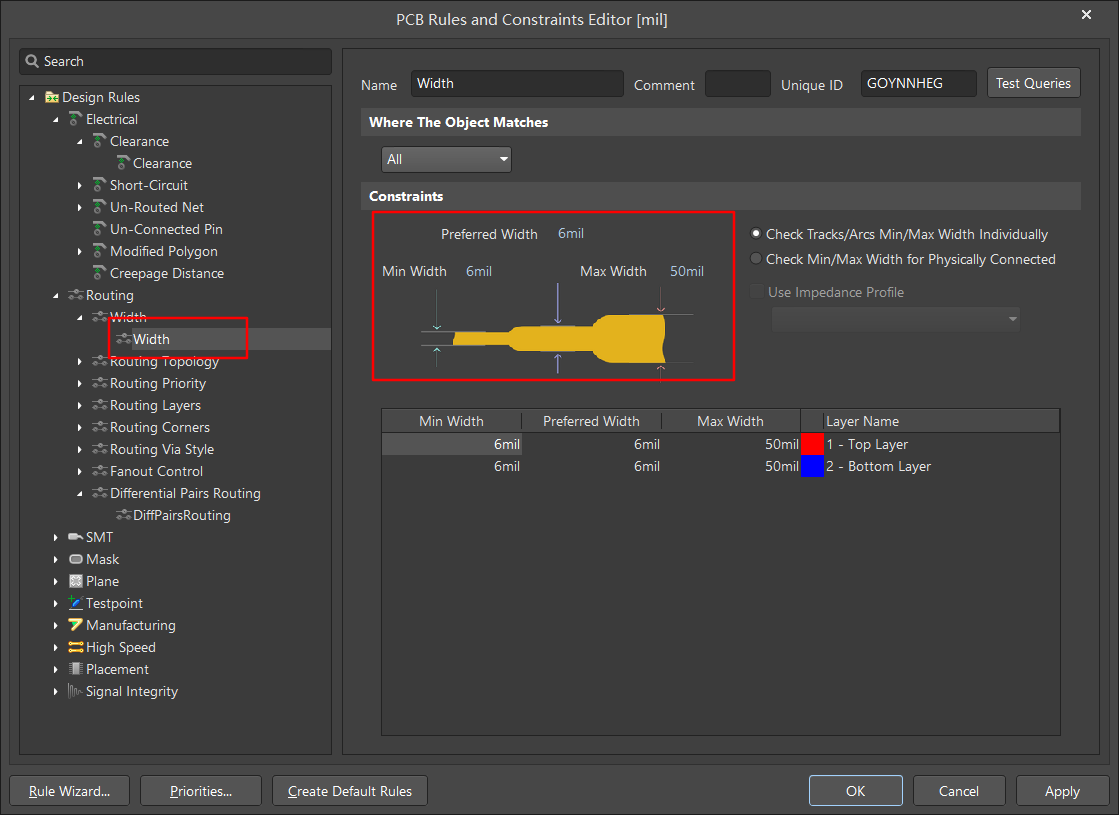 PCB Rules and Constraints Editor [mil]
Search
Design Rules
Electrical
Clearance
Clearance
Short-Circuit
Un-Routed Net
Un-Connected Pin
Modified Polygon
Creepage Distance
Routing
Width
Width
Routing Topology
Routing Priority
Routing Layers
Routing Corners
Routing Via Style
Fanout Control
Differential Pairs Routing
DiffPairsRouting
SMT
Mask
Plane
Testpoint
Manufacturing
High Speed
Placement
Signal Integrity
Name Width Comment Unique ID GOYNNHEG Test Queries
Where The Object Matches
All
Constraints
Preferred Width 6mil
Min Width 6mil Max Width 50mil
Check Tracks/Arcs Min/Max Width Individually
Check Min/Max Width for Physically Connected
Use Impedance Profile
Min Width Preferred Width Max Width Layer Name
6mil 6mil 50mil 1 - Top Layer
6mil 6mil 50mil 2 - Bottom Layer
Rule Wizard... Priorities... Create Default Rules OK Cancel Apply